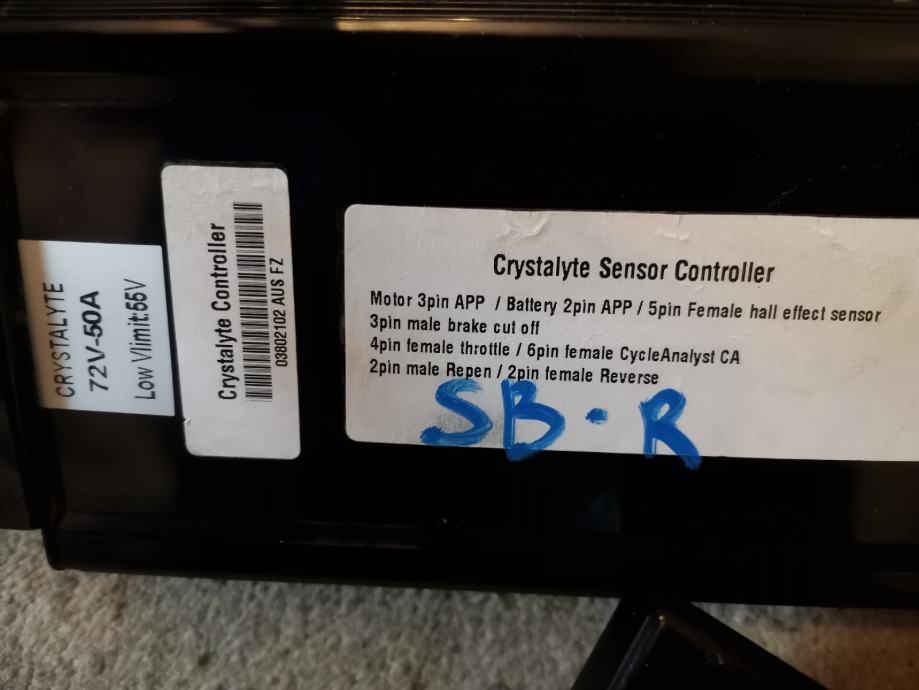 CRYSTALYTE
72V-50A
Low Vlimit:55V
Crystalyte Controller
03802102 AUS FZ
Crystalyte Sensor Controller
Motor 3pin APP / Battery 2pin APP / 5pin Female hall effect sensor
3pin male brake cut off
4pin female throttle / 6pin female CycleAnalyst CA
2pin male Repen / 2pin female Reverse
SB·R